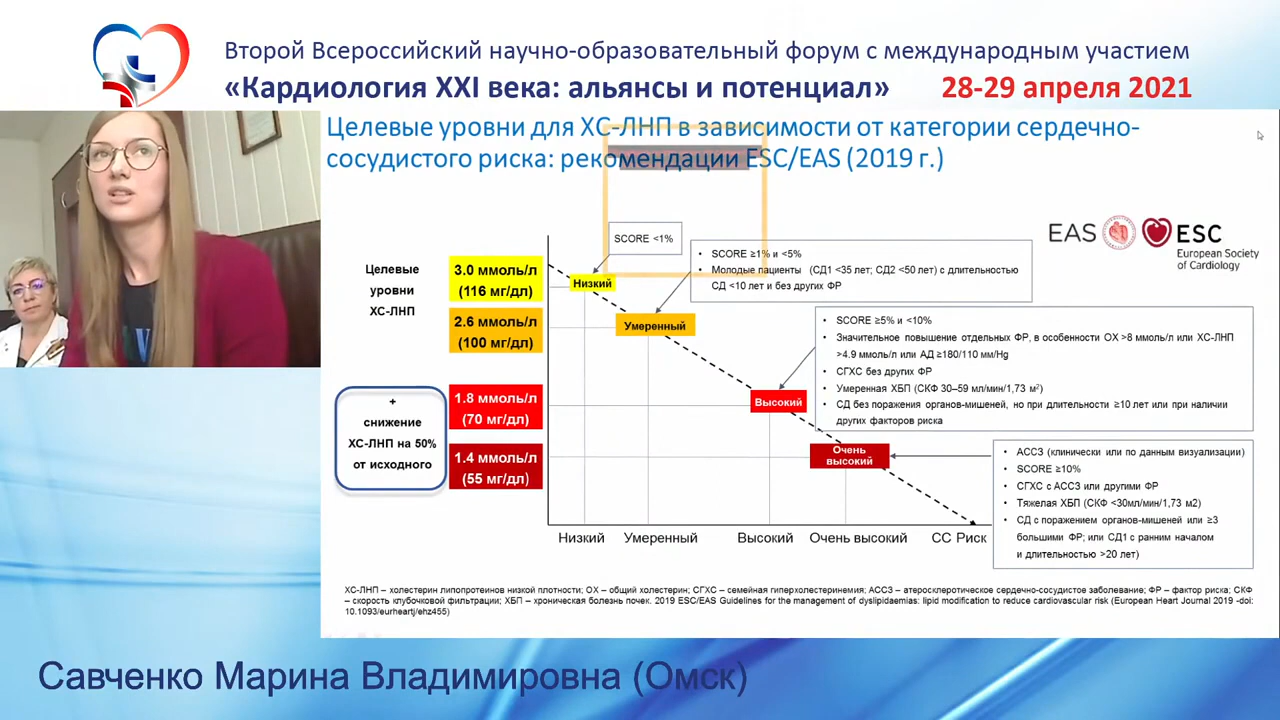 Второй Всероссийский научно-образовательный форум с международным участием
«Кардиология XXI века: альянсы и потенциал» 28-29 апреля 2021
Целевые уровни для ХС-ЛНП в зависимости от категории сердечно-
сосудистого риска: рекомендации ESC/EAS (2019 г.)
EAS
ESC
European Society
of Cardiology
Целевые
уровни
ХС-ЛНП
3.0 ммоль/л
(116 мг/дл)
2.6 ммоль/л
(100 мг/дл)
1.8 ммоль/л
(70 мг/дл)
1.4 ммоль/л
(55 мг/дл)
+
снижение
ХС-ЛНП на 50%
от исходного
SCORE <1%
Низкий
• SCORE ≥1% и <5%
• Молодые пациенты (СД1 <35 лет; СД2 <50 лет) с длительностью
СД <10 лет и без других ФР
Умеренный
• SCORE ≥5% и <10%
• Значительное повышение отдельных ФР, в особенности ОХ >8 ммоль/л или ХС-ЛНП
>4.9 ммоль/л или АД ≥180/110 мм/Hg
• СГХС без других ФР
• Умеренная ХБП (СКФ 30–59 мл/мин/1,73 м²)
• СД без поражения органов-мишеней, но при длительности ≥10 лет или при наличии
других факторов риска
Высокий
• АССЗ (клинически или по данным визуализации)
• SCORE ≥10%
• СГХС с АССЗ или другими ФР
• Тяжелая ХБП (СКФ <30мл/мин/1,73 м2)
• СД с поражением органов-мишеней или ≥3
большими ФР; или СД1 с ранним началом
и длительностью >20 лет)
Очень
высокий
Низкий Умеренный Высокий Очень высокий СС Риск
ХС-ЛНП – холестерин липопротеинов низкой плотности; ОХ – общий холестерин; СГХС – семейная гиперхолестеринемия; АССЗ – атеросклеротическое сердечно-сосудистое заболевание; ФР – фактор риска; СКФ
– скорость клубочковой фильтрации; ХБП – хроническая болезнь почек. 2019 ESC/EAS Guidelines for the management of dyslipidaemias: lipid modification to reduce cardiovascular risk (European Heart Journal 2019 -doi:
10.1093/eurheartj/ehz455)
Савченко Марина Владимировна (Омск)